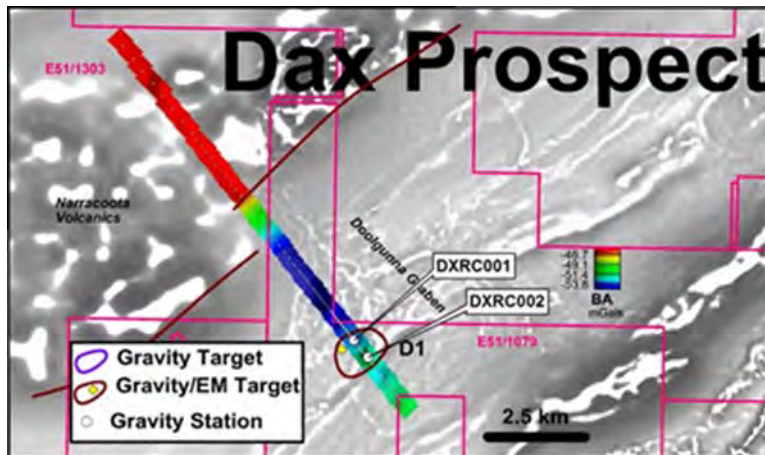 Dax Prospect
E51/1303
Narracoota
Volcanics
Doolgunna Graben
DXRC001
DXRC002
BA
mGals
D1
E51/1079
Gravity Target
Gravity/EM Target
Gravity Station
2.5 km